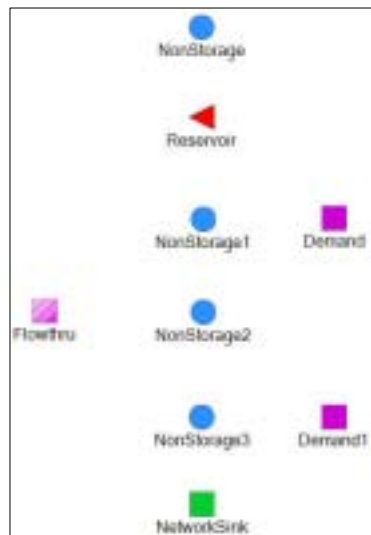 NonStorage
Reservoir
NonStorage1
Demand
Flowthru
NonStorage2
NonStorage3
Demand1
NetworkSink